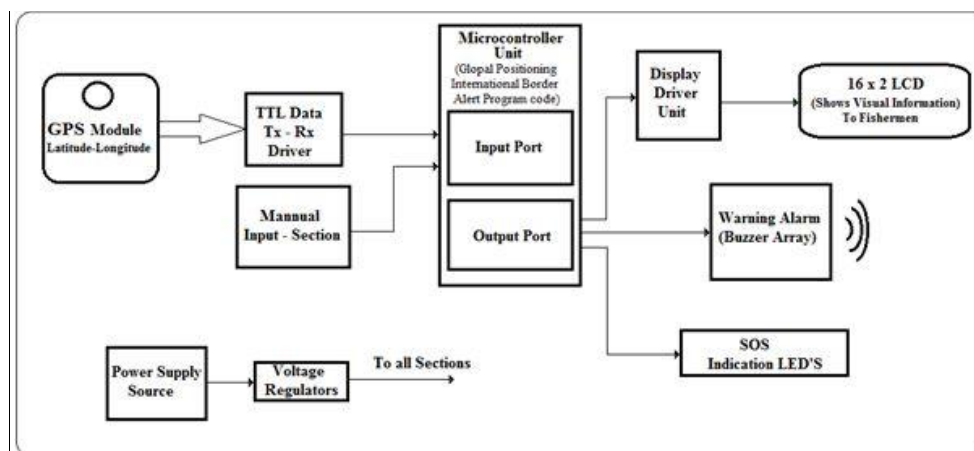 GPS Module
Latitude-Longitude
TTL Data
Tx - Rx
Driver
Mannual
Input - Section
Microcontroller
Unit
(Glopal Positioning
International Border
Alert Program code)
Input Port
Output Port
Display
Driver
Unit
16 x 2 LCD
(Shows Visual Information)
To Fishermen
Warning Alarm
(Buzzer Array)
SOS
Indication LED'S
Power Supply
Source
Voltage
Regulators
To all Sections